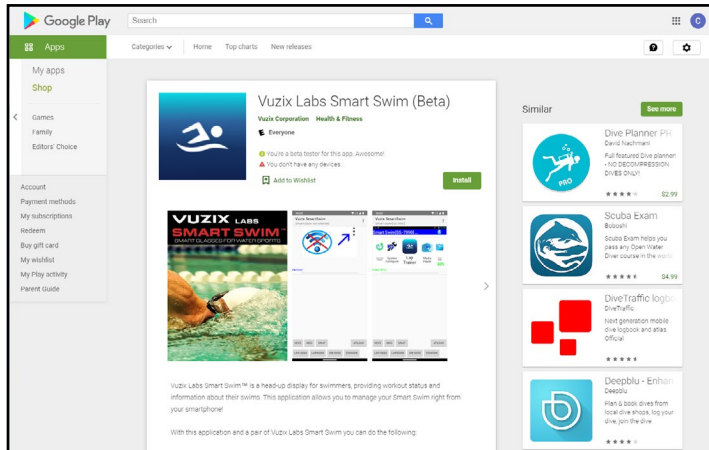 Google Play
Search
C
Apps
Categories
Home
Top charts
New releases
My apps
Shop
Games
Family
Editors' Choice
Account
Payment methods
My subscriptions
Redeem
Buy gift card
My wishlist
My Play activity
Parent Guide
Vuzix Labs Smart Swim (Beta)
Vuzix Corporation Health & Fitness
E Everyone
You're a beta tester for this app. Awesome!
You don't have any devices.
Add to Wishlist
Install
VUZIX LABS
SMART SWIM
SMART GLASSES FOR WATER SPORTS
Vuzix Labs Smart Swim™ is a head-up display for swimmers, providing workout status and
information about their swims. This application allows you to manage your Smart Swim right from
your smartphone!
With this application and a pair of Vuzix Labs Smart Swim you can do the following:
Similar
See more
Dive Planner PR
David Nachmani
Full featured Dive planner:
- NO DECOMPRESSION
DIVES ONLY!
PRO
$2.99
Scuba Exam
Scuba Exam helps you
pass any Open Water
Diver course in the world
$4.99
DiveTraffic logbo
DiveTraffic
Next generation mobile
dive logbook and atlas.
Official
Deepblu - Enhan
Deepblu
Plan & book dives from
local dive shops, log your
dive, join the dive